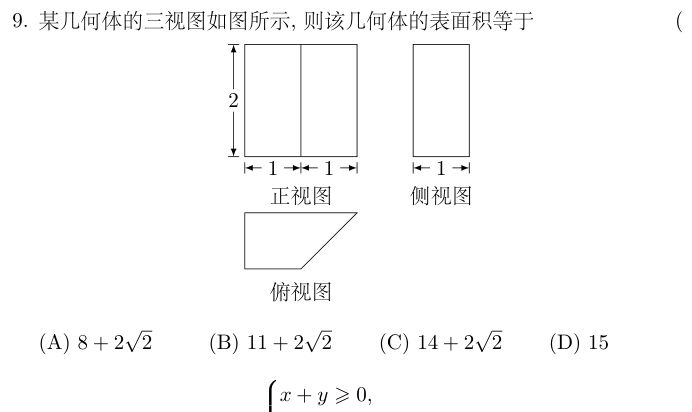 9. 某几何体的三视图如图所示, 则该几何体的表面积等于 (
2
1 1 1
正视图 侧视图
俯视图
(A) 8 + 2√2 (B) 11 + 2√2 (C) 14 + 2√2 (D) 15
x + y ⩾ 0,